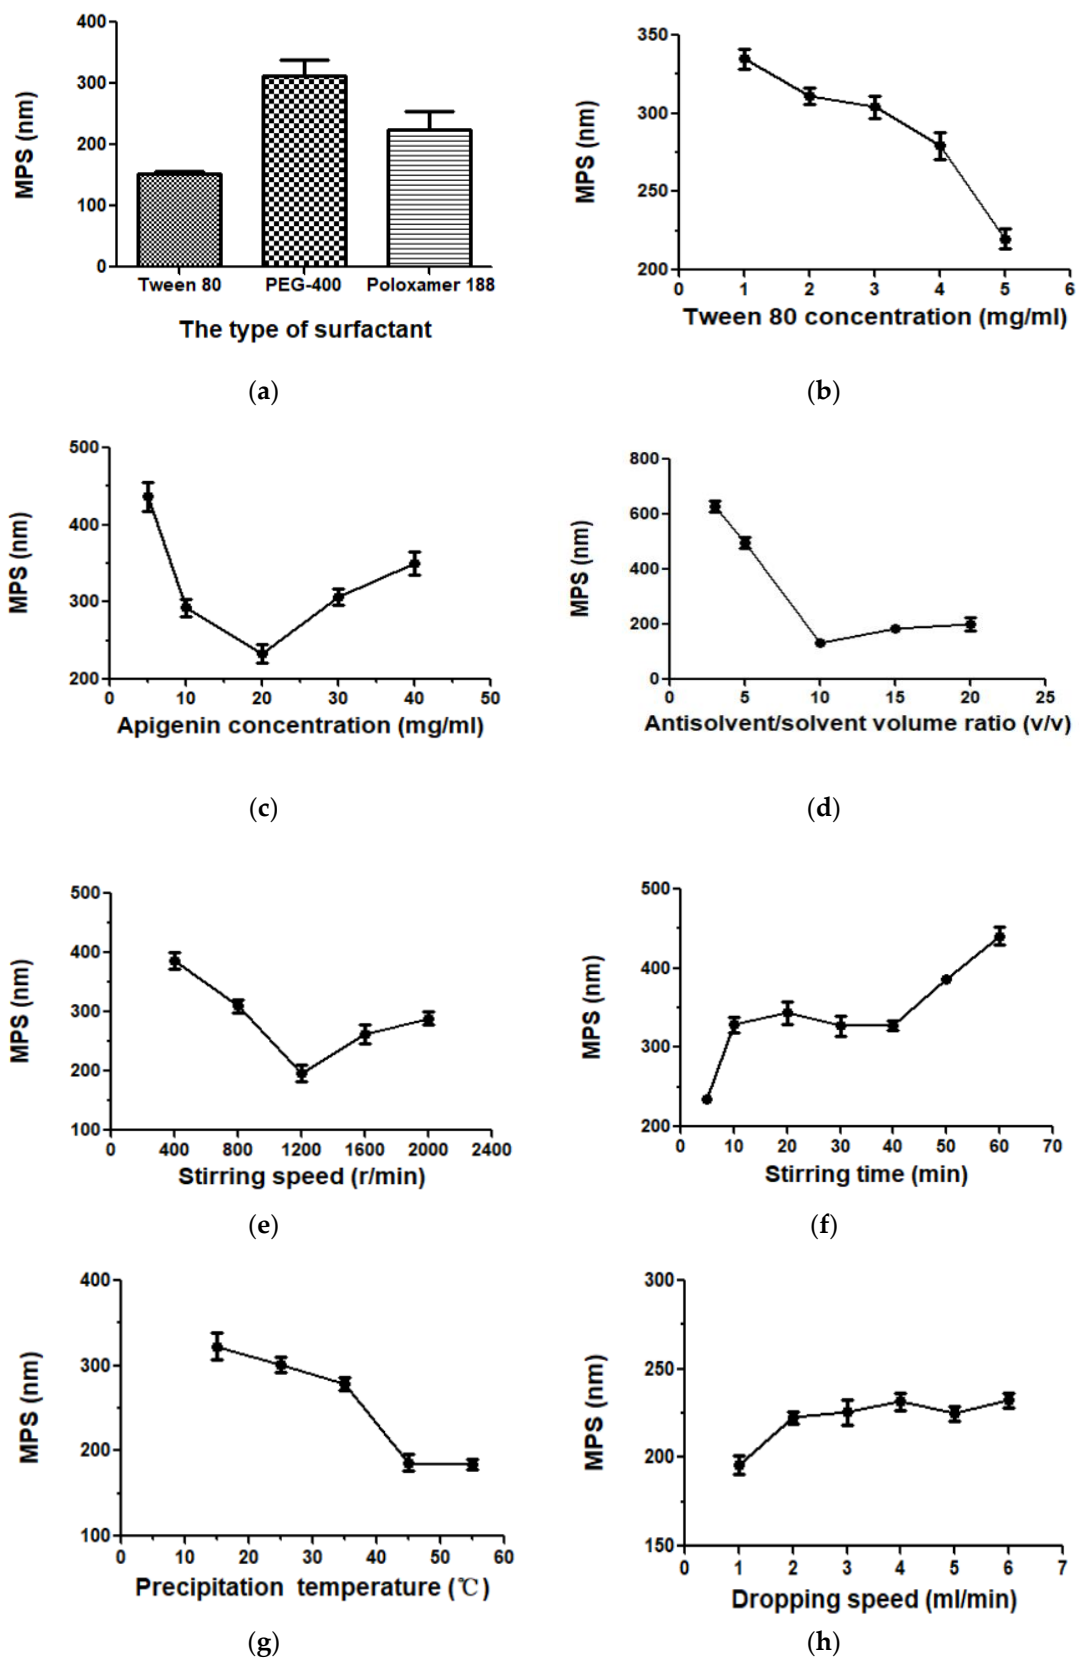 400
300
200
100
0
MPS (nm)
Tween 80 PEG-400 Poloxamer 188
The type of surfactant
(a)
350
300
250
200
MPS (nm)
0 1 2 3 4 5 6
Tween 80 concentration (mg/ml)
(b)
500
400
300
200
MPS (nm)
0 10 20 30 40 50
Apigenin concentration (mg/ml)
(c)
800
600
400
200
0
MPS (nm)
0 5 10 15 20 25
Antisolvent/solvent volume ratio (v/v)
(d)
500
400
300
200
100
MPS (nm)
0 400 800 1200 1600 2000 2400
Stirring speed (r/min)
(e)
500
400
300
200
MPS (nm)
0 10 20 30 40 50 60 70
Stirring time (min)
(f)
400
300
200
100
MPS (nm)
0 10 20 30 40 50 60
Precipitation temperature (℃)
(g)
300
250
200
150
MPS (nm)
0 1 2 3 4 5 6 7
Dropping speed (ml/min)
(h)